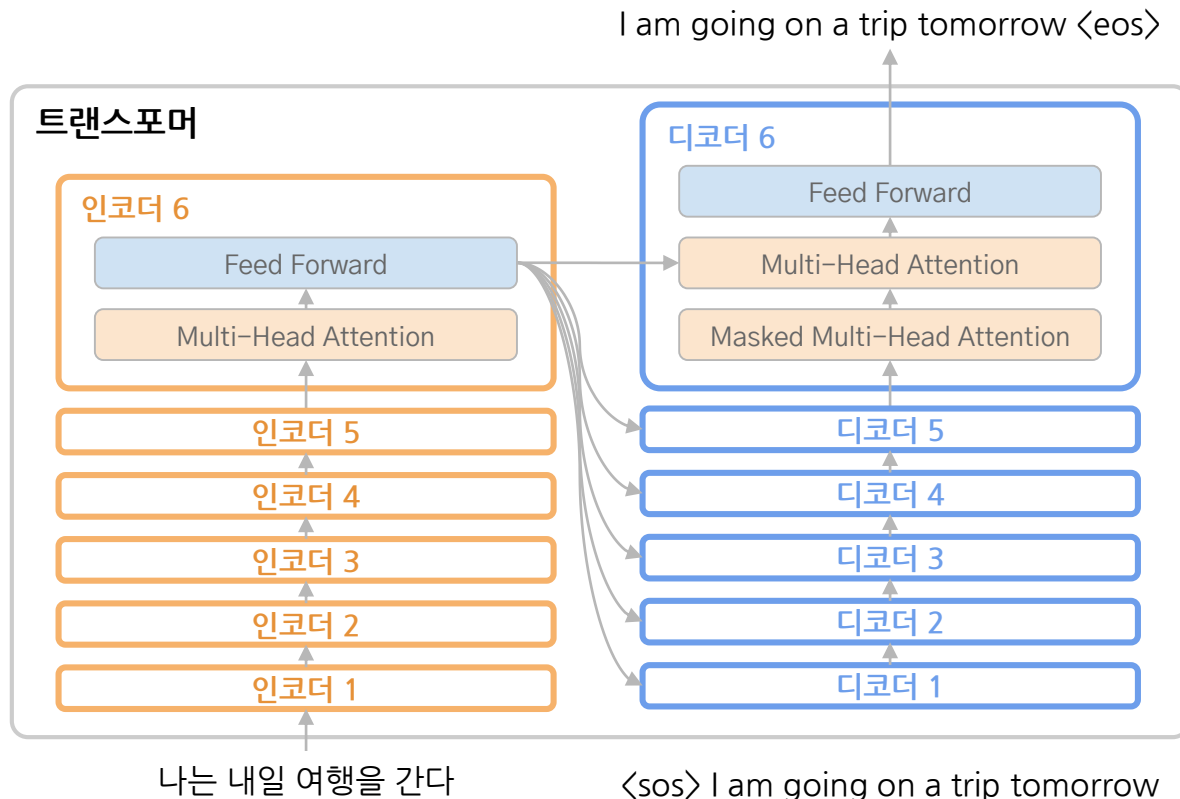 I am going on a trip tomorrow <eos>
트랜스포머
인코더 6
Feed Forward
Multi-Head Attention
인코더 5
인코더 4
인코더 3
인코더 2
인코더 1
나는 내일 여행을 간다
디코더 6
Feed Forward
Multi-Head Attention
Masked Multi-Head Attention
디코더 5
디코더 4
디코더 3
디코더 2
디코더 1
<sos> I am going on a trip tomorrow